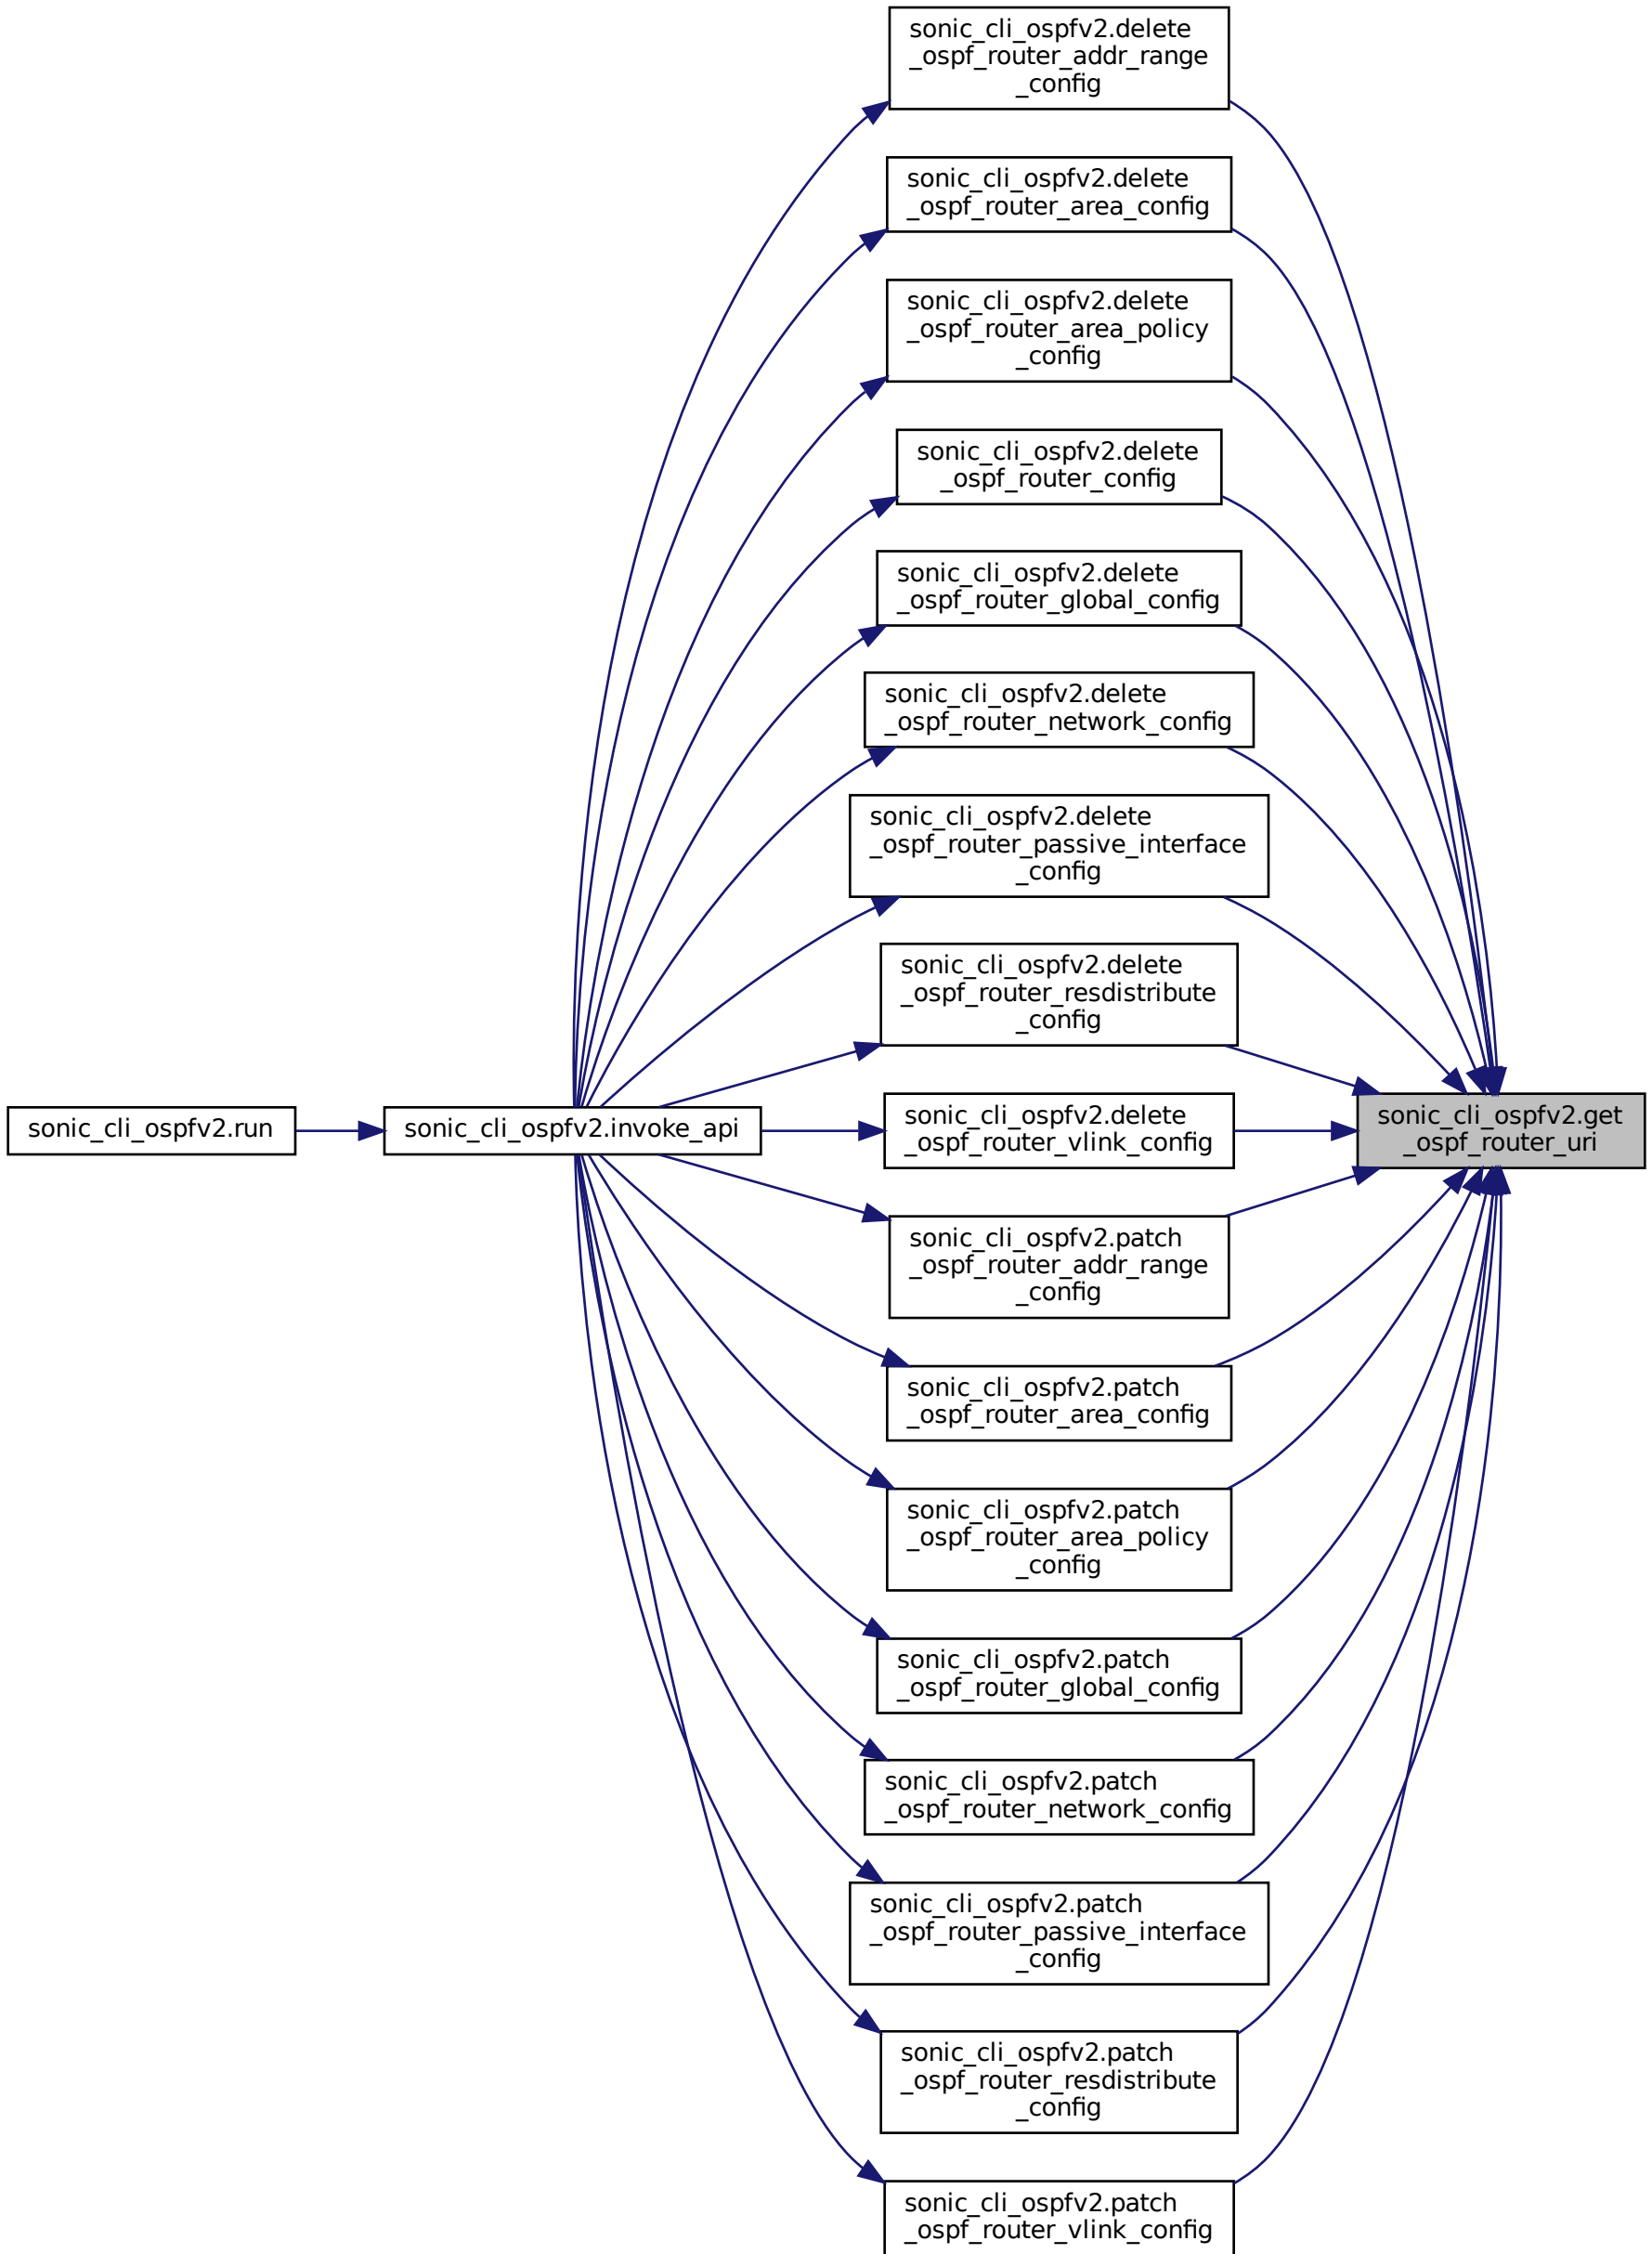 sonic_cli_ospfv2.delete
_ospf_router_addr_range
_config
sonic_cli_ospfv2.delete
_ospf_router_area_config
sonic_cli_ospfv2.delete
_ospf_router_area_policy
_config
sonic_cli_ospfv2.delete
_ospf_router_config
sonic_cli_ospfv2.delete
_ospf_router_global_config
sonic_cli_ospfv2.delete
_ospf_router_network_config
sonic_cli_ospfv2.delete
_ospf_router_passive_interface
_config
sonic_cli_ospfv2.delete
_ospf_router_resdistribute
_config
sonic_cli_ospfv2.run
sonic_cli_ospfv2.invoke_api
sonic_cli_ospfv2.delete
_ospf_router_vlink_config
sonic_cli_ospfv2.get
_ospf_router_uri
sonic_cli_ospfv2.patch
_ospf_router_addr_range
_config
sonic_cli_ospfv2.patch
_ospf_router_area_config
sonic_cli_ospfv2.patch
_ospf_router_area_policy
_config
sonic_cli_ospfv2.patch
_ospf_router_global_config
sonic_cli_ospfv2.patch
_ospf_router_network_config
sonic_cli_ospfv2.patch
_ospf_router_passive_interface
_config
sonic_cli_ospfv2.patch
_ospf_router_resdistribute
_config
sonic_cli_ospfv2.patch
_ospf_router_vlink_config